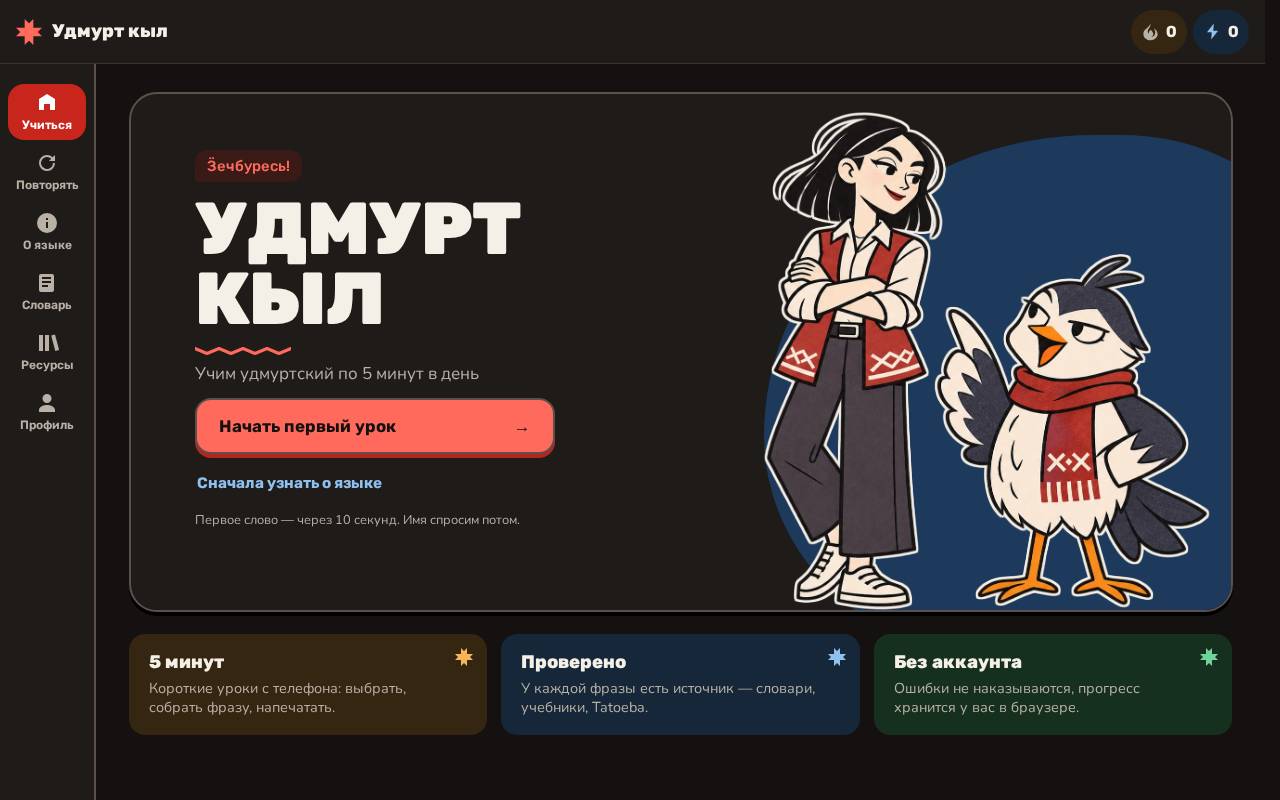 Удмурт кыл
0
0
Учиться
Повторять
О языке
Словарь
Ресурсы
Профиль
Ӟечбуресь!
УДМУРТ
КЫЛ
Учим удмуртский по 5 минут в день
Начать первый урок →
Сначала узнать о языке
Первое слово — через 10 секунд. Имя спросим потом.
5 минут
Короткие уроки с телефона: выбрать,
собрать фразу, напечатать.
Проверено
У каждой фразы есть источник — словари,
учебники, Tatoeba.
Без аккаунта
Ошибки не наказываются, прогресс
хранится у вас в браузере.